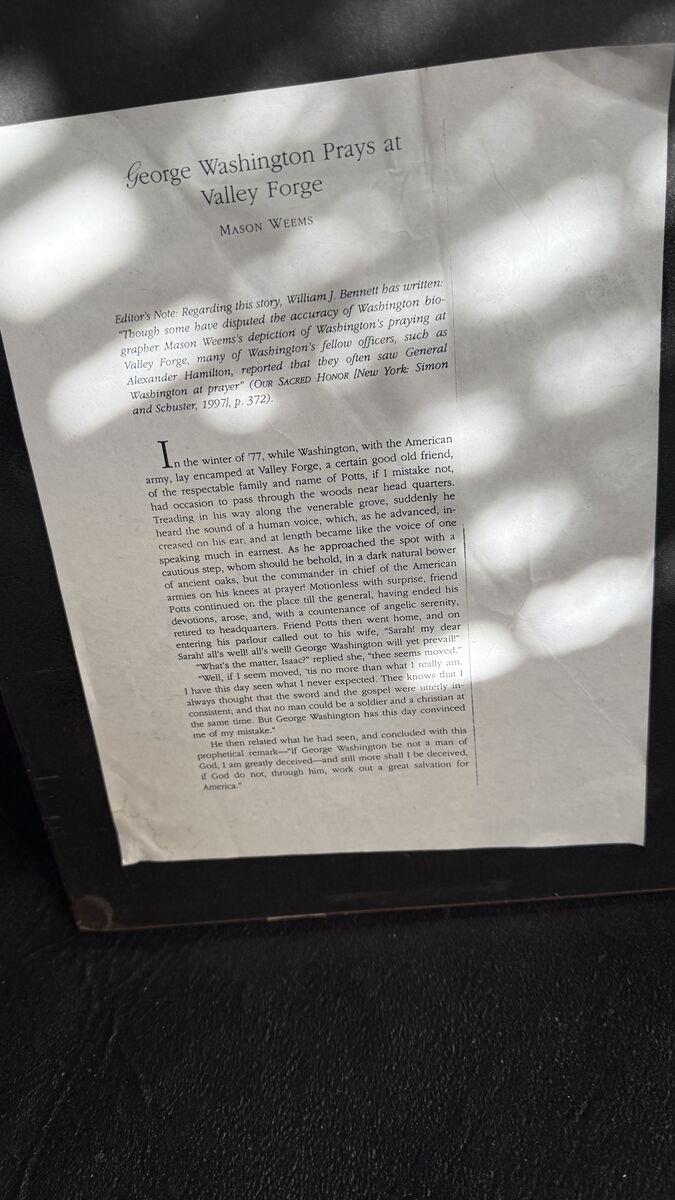 George Washington Prays at
Valley Forge
MASON WEEMS
Editor's Note: Regarding this story, William J. Bennett has written:
"Though some have disputed the accuracy of Washington bio-
grapher Mason Weems's depiction of Washington's praying at
Valley Forge, many of Washington's fellow officers, such as
Alexander Hamilton, reported that they often saw General
Washington at prayer" (OUR SACRED HONOR [New York: Simon
and Schuster, 1997], p. 372).
In the winter of '77, while Washington, with the American
army, lay encamped at Valley Forge, a certain good old friend,
of the respectable family and name of Potts, if I mistake not,
had occasion to pass through the woods near head quarters.
Treading in his way along the venerable grove, suddenly he
heard the sound of a human voice, which, as he advanced, in-
creased on his ear; and at length became like the voice of one
speaking much in earnest. As he approached the spot with a
cautious step, whom should he behold, in a dark natural bower
of ancient oaks, but the commander in chief of the American
armies on his knees at prayer! Motionless with surprise, friend
Potts continued on the place till the general, having ended his
devotions, arose; and, with a countenance of angelic serenity,
retired to headquarters. Friend Potts then went home, and on
entering his parlour called out to his wife, "Sarah! my dear
Sarah! all's well! all's well! George Washington will yet prevail!"
"What's the matter, Isaac?" replied she, "thee seems moved."
"Well, if I seem moved, 'tis no more than what I really am.
I have this day seen what I never expected. Thee knows that I
always thought that the sword and the gospel were utterly in-
consistent; and that no man could be a soldier and a christian at
the same time. But George Washington has this day convinced
me of my mistake."
He then related what he had seen, and concluded with this
prophetical remark—"If George Washington be not a man of
God, I am greatly deceived—and still more shall I be deceived,
if God do not, through him, work out a great salvation for
America."